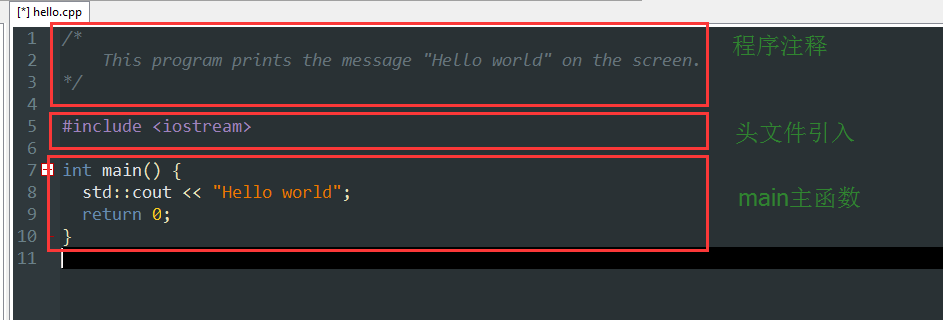 [*] hello.cpp
1 /*
2 This program prints the message "Hello world" on the screen.
3 */
4
5 #include <iostream>
6
7 int main() {
8 std::cout << "Hello world";
9 return 0;
10 }
11
程序注释
头文件引入
main主函数